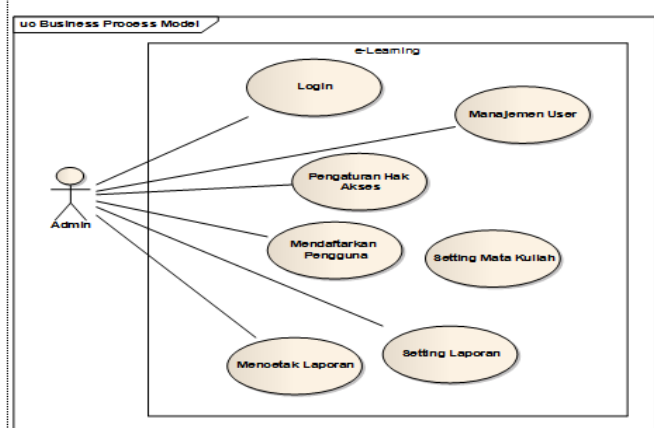 uc Business Process Model
e-Learning
Login
Manajemen User
Pengaturan Hak
Akses
Admin
Mendaftarkan
Pengguna
Setting Mata Kuliah
Setting Laporan
Mencetak Laporan